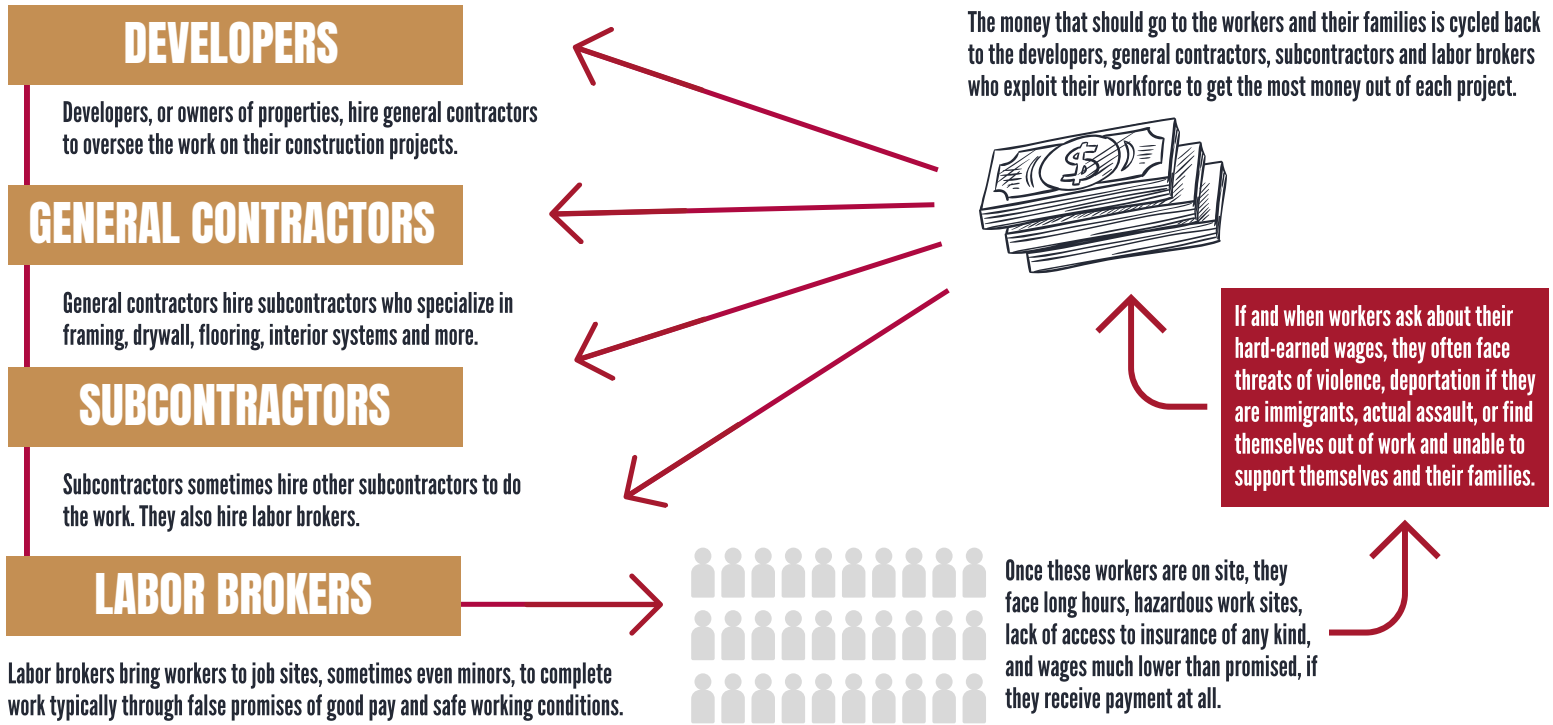 DEVELOPERS
Developers, or owners of properties, hire general contractors
to oversee the work on their construction projects.
GENERAL CONTRACTORS
General contractors hire subcontractors who specialize in
framing, drywall, flooring, interior systems and more.
SUBCONTRACTORS
Subcontractors sometimes hire other subcontractors to do
the work. They also hire labor brokers.
LABOR BROKERS
Labor brokers bring workers to job sites, sometimes even minors, to complete
work typically through false promises of good pay and safe working conditions.
Once these workers are on site, they
face long hours, hazardous work sites,
lack of access to insurance of any kind,
and wages much lower than promised, if
they receive payment at all.
If and when workers ask about their
hard-earned wages, they often face
threats of violence, deportation if they
are immigrants, actual assault, or find
themselves out of work and unable to
support themselves and their families.
The money that should go to the workers and their families is cycled back
to the developers, general contractors, subcontractors and labor brokers
who exploit their workforce to get the most money out of each project.
$